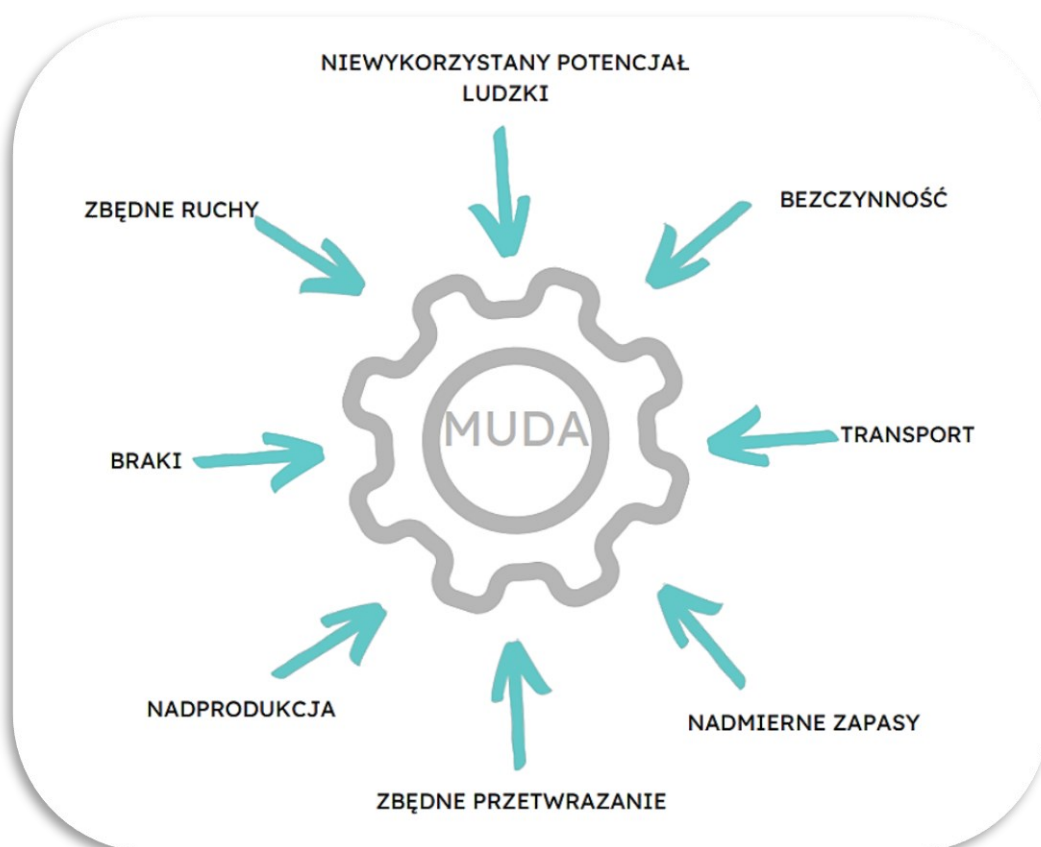 NIEWYKORZYSTANY POTENCJAŁ
LUDZKI
BEZCZYNNOŚĆ
ZBĘDNE RUCHY
MUDA
TRANSPORT
BRAKI
NADPRODUKCJA
NADMIERNE ZAPASY
ZBĘDNE PRZETWRAZANIE